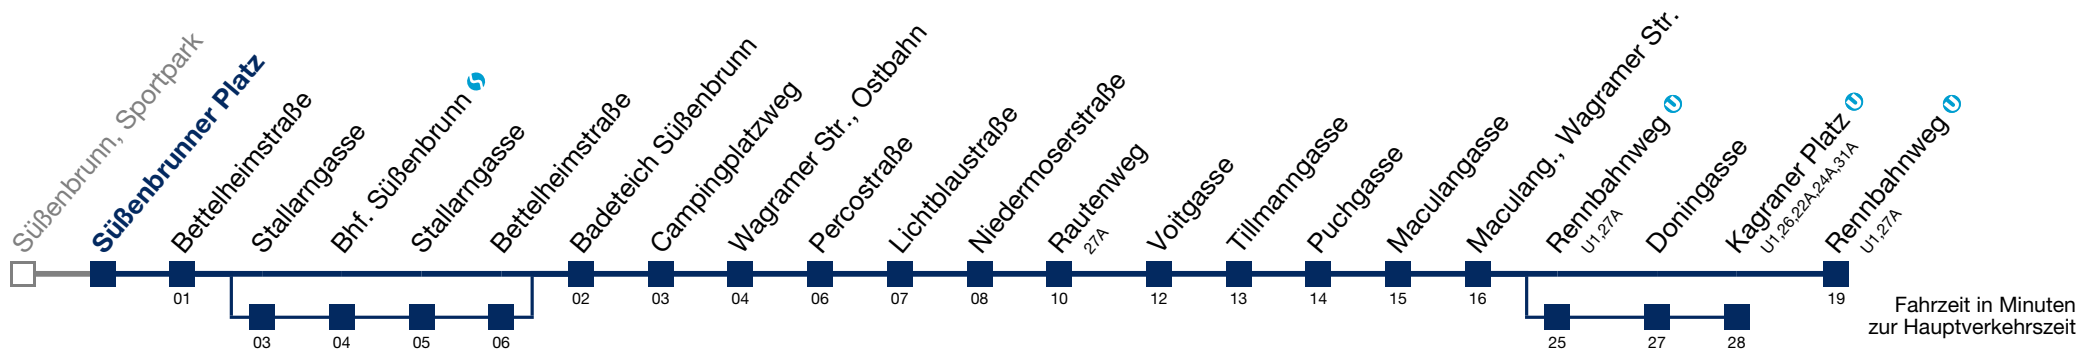 Süßenbrunn, Sportpark
Süßenbrunner Platz
Bettelheimstraße
Stallarngasse
Bhf. Süßenbrunn
Stallarngasse
Bettelheimstraße
Badeteich Süßenbrunn
Campingplatzweg
Wagramer Str., Ostbahn
Percostraße
Lichtblaustraße
Niedermoserstraße
Rautenweg
27A
Voitgasse
Tillmanngasse
Puchgasse
Maculangasse
Maculang., Wagramer Str.
Rennbahnweg U
U1,27A
Doningasse
Kagraner Platz U
U1,26,22A,24A,31A
Rennbahnweg U
U1,27A
01
02
03
04
06
07
08
10
12
13
14
15
16
19
03
04
05
06
25
27
28
Fahrzeit in Minuten
zur Hauptverkehrszeit